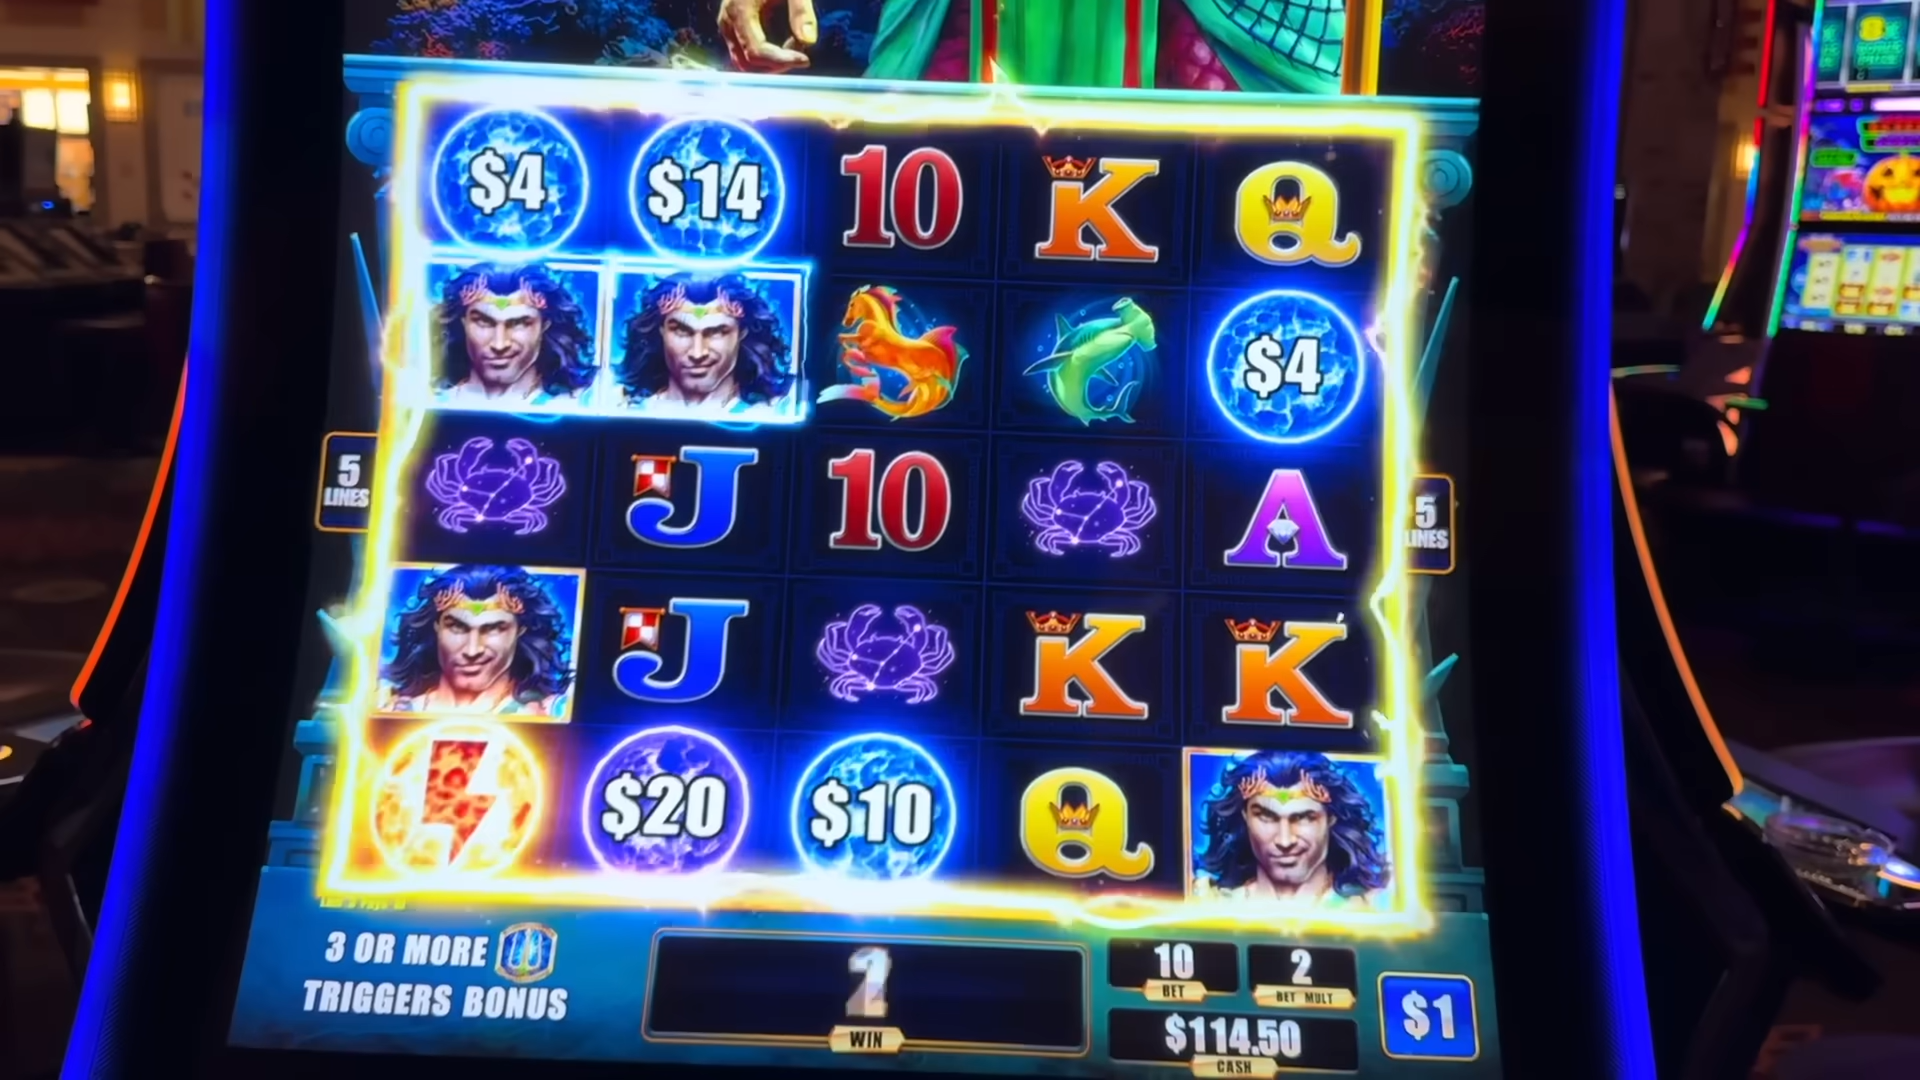 $4 $14 10 K Q
$4
5 LINES
J 10 A
5 LINES
J K K
$20 $10 Q
3 OR MORE
TRIGGERS BONUS
2
WIN
10
BET
2
BET MULT
$114.50
CASH
$1